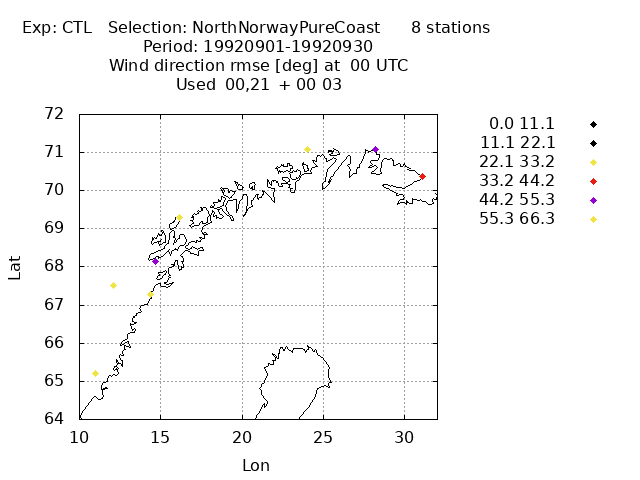 Exp: CTL   Selection: NorthNorwayPureCoast      8 stations
Period: 19920901-19920930
Wind direction rmse [deg] at  00 UTC
Used  00,21  + 00 03
72
71
70
69
68
67
66
65
64
Lat
10 15 20 25 30
Lon
0.0 11.1
11.1 22.1
22.1 33.2
33.2 44.2
44.2 55.3
55.3 66.3